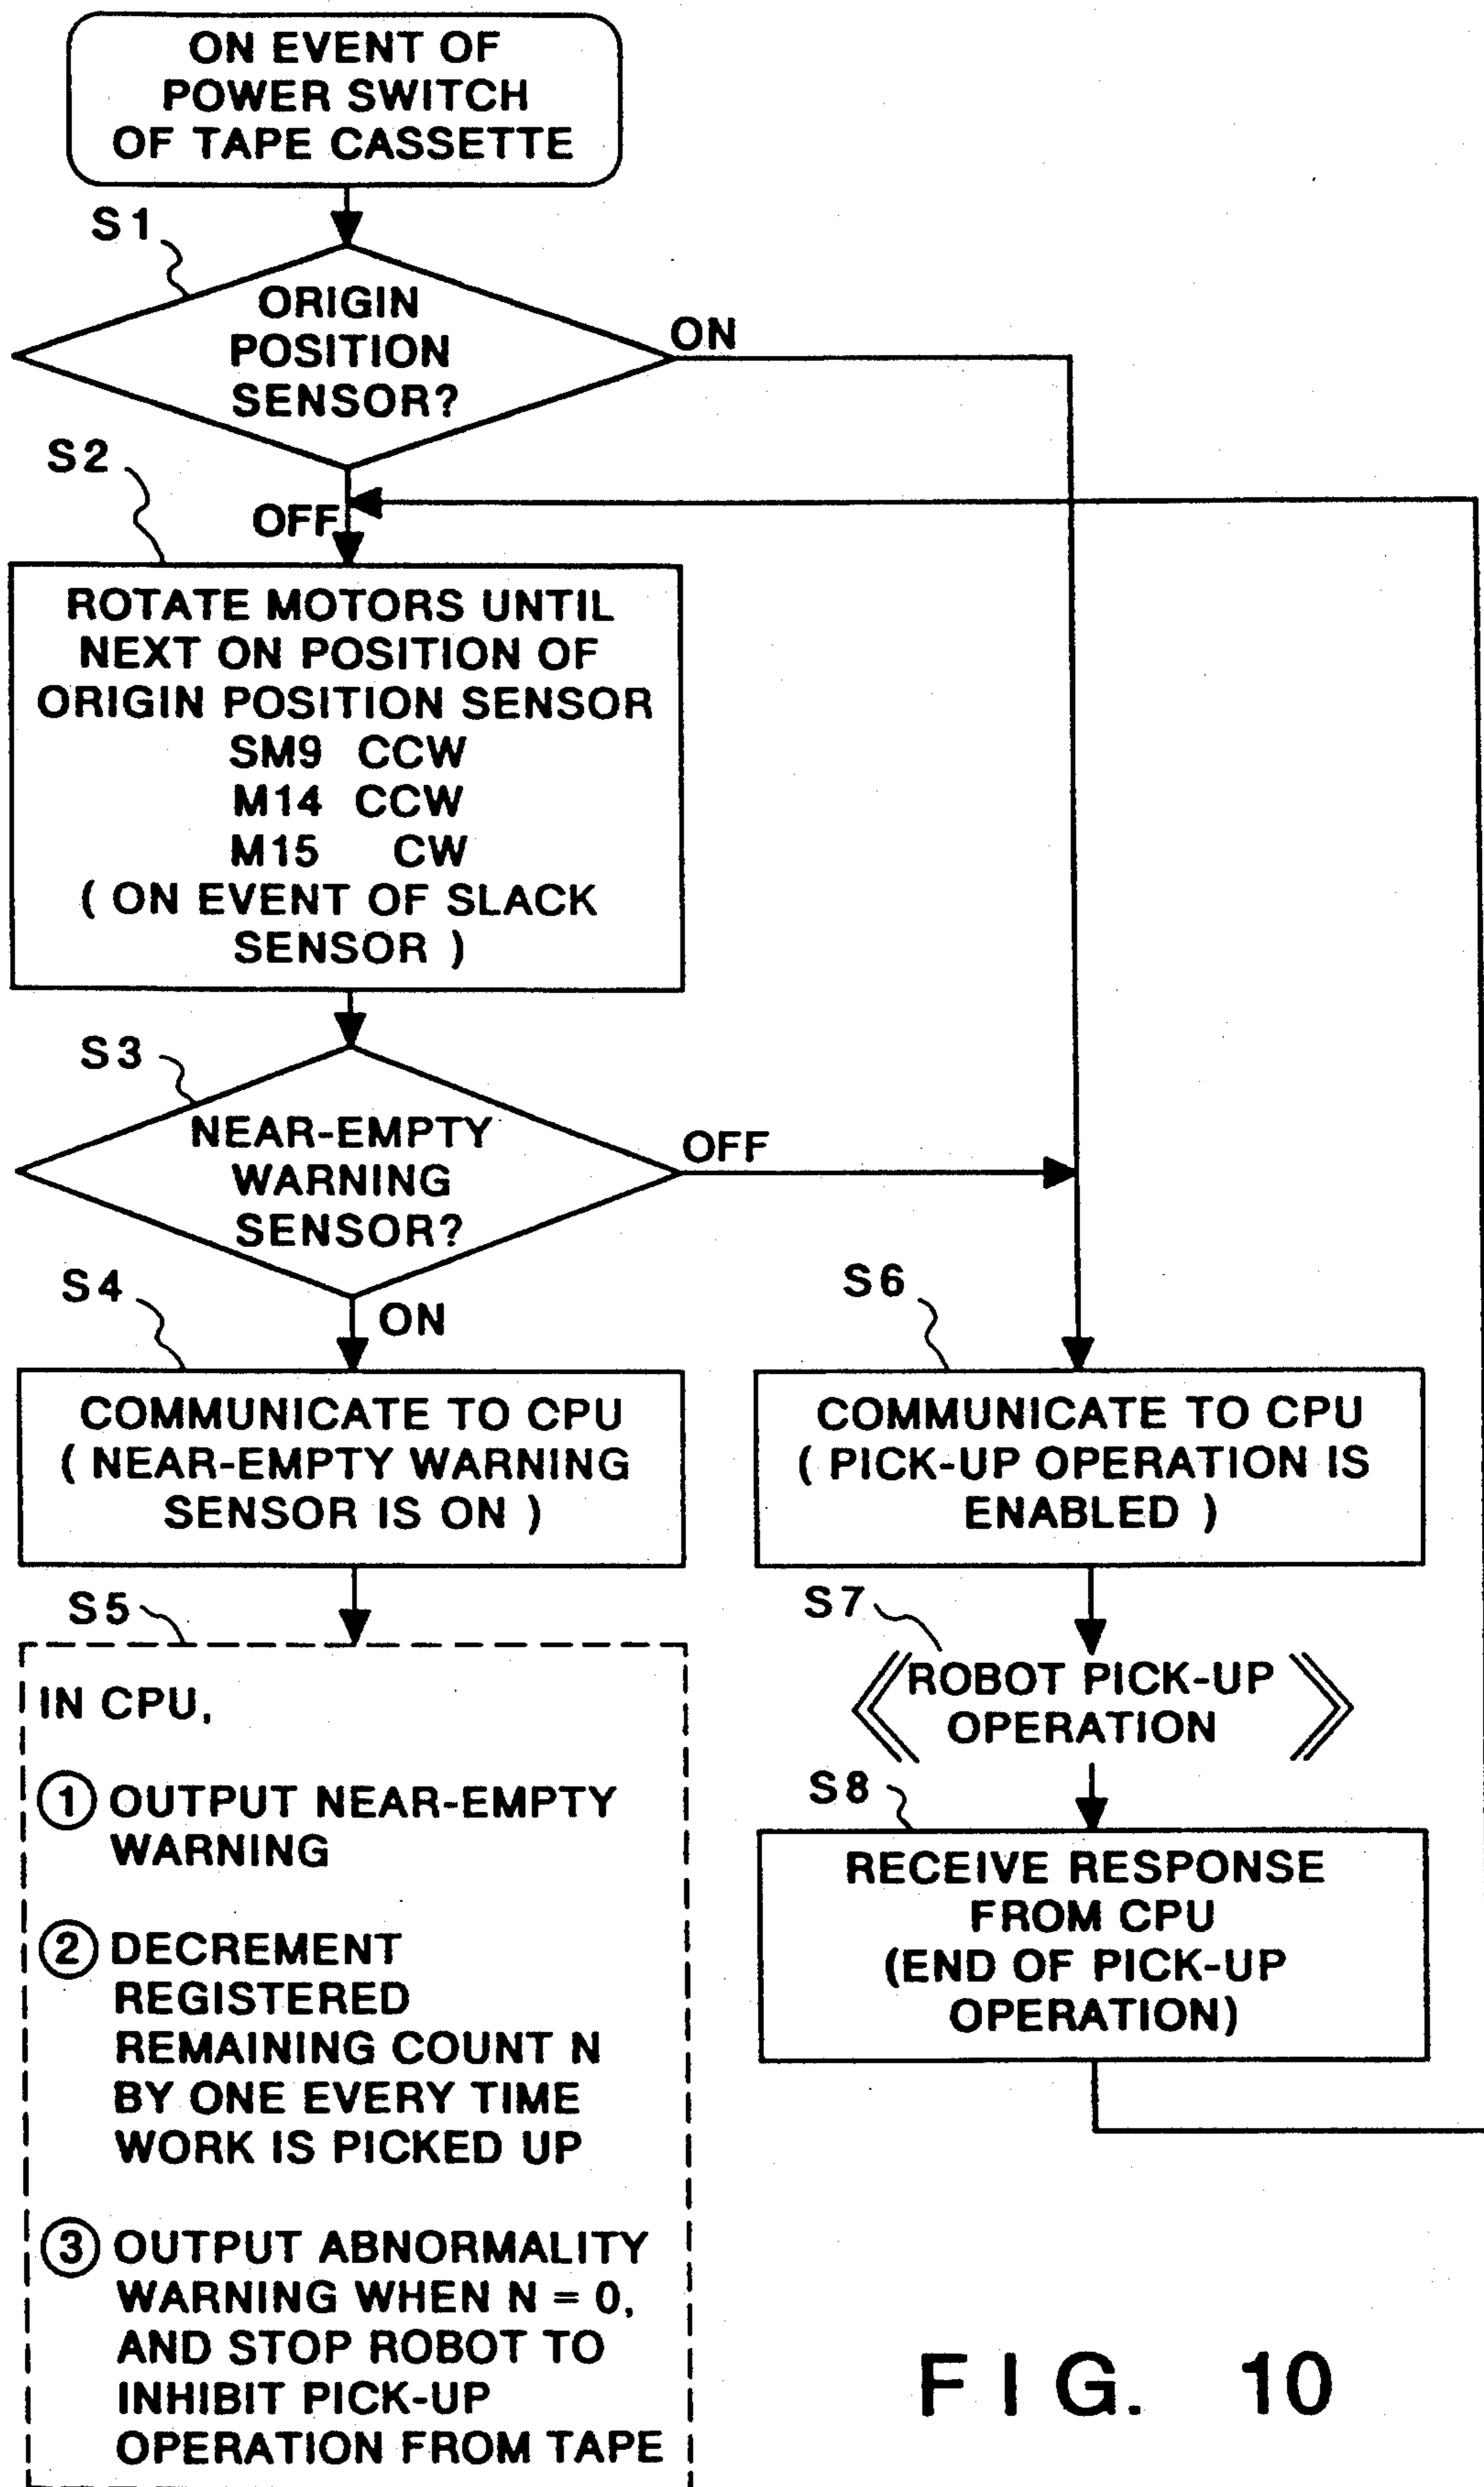 ON EVENT OF
POWER SWITCH
OF TAPE CASSETTE
S1
ORIGIN
POSITION
SENSOR?
ON
S2
OFF
ROTATE MOTORS UNTIL
NEXT ON POSITION OF
ORIGIN POSITION SENSOR
SM9 CCW
M14 CCW
M15 CW
( ON EVENT OF SLACK
SENSOR )
S3
NEAR-EMPTY
WARNING
SENSOR?
OFF
S4
ON
COMMUNICATE TO CPU
( NEAR-EMPTY WARNING
SENSOR IS ON )
S5
IN CPU,
① OUTPUT NEAR-EMPTY
WARNING
② DECREMENT
REGISTERED
REMAINING COUNT N
BY ONE EVERY TIME
WORK IS PICKED UP
③ OUTPUT ABNORMALITY
WARNING WHEN N = 0,
AND STOP ROBOT TO
INHIBIT PICK-UP
OPERATION FROM TAPE
S6
COMMUNICATE TO CPU
( PICK-UP OPERATION IS
ENABLED )
S7
ROBOT PICK-UP
OPERATION
S8
RECEIVE RESPONSE
FROM CPU
(END OF PICK-UP
OPERATION)
FIG. 10